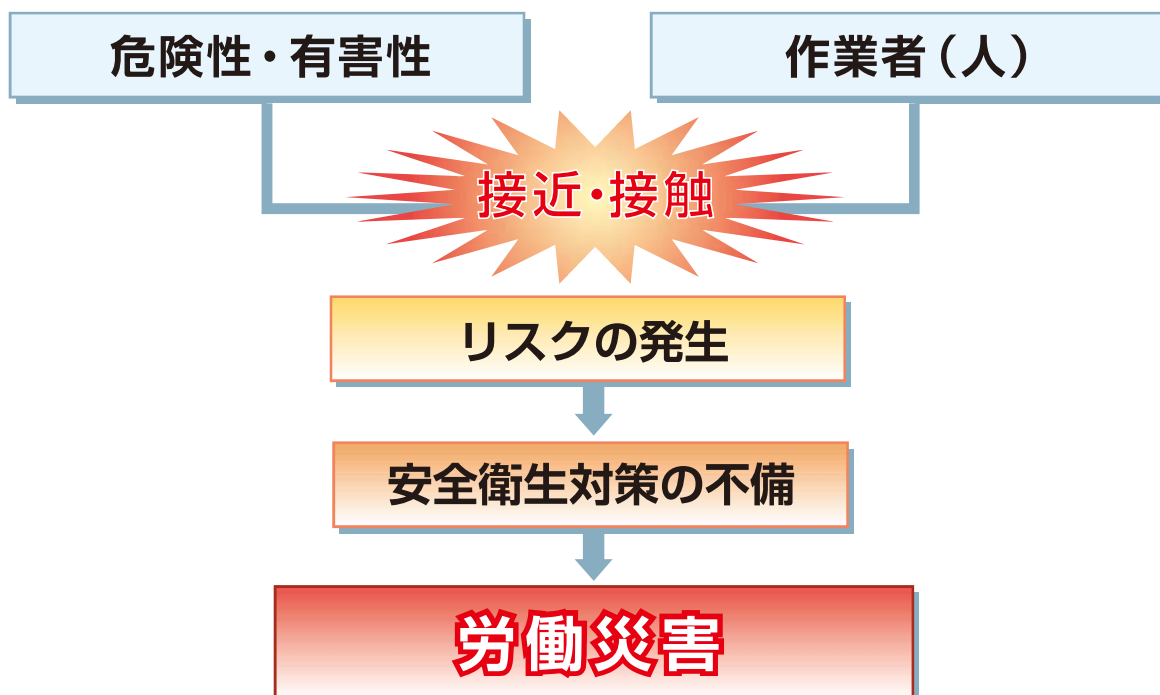 危険性・有害性
作業者（人）
接近・接触
リスクの発生
安全衛生対策の不備
労働災害